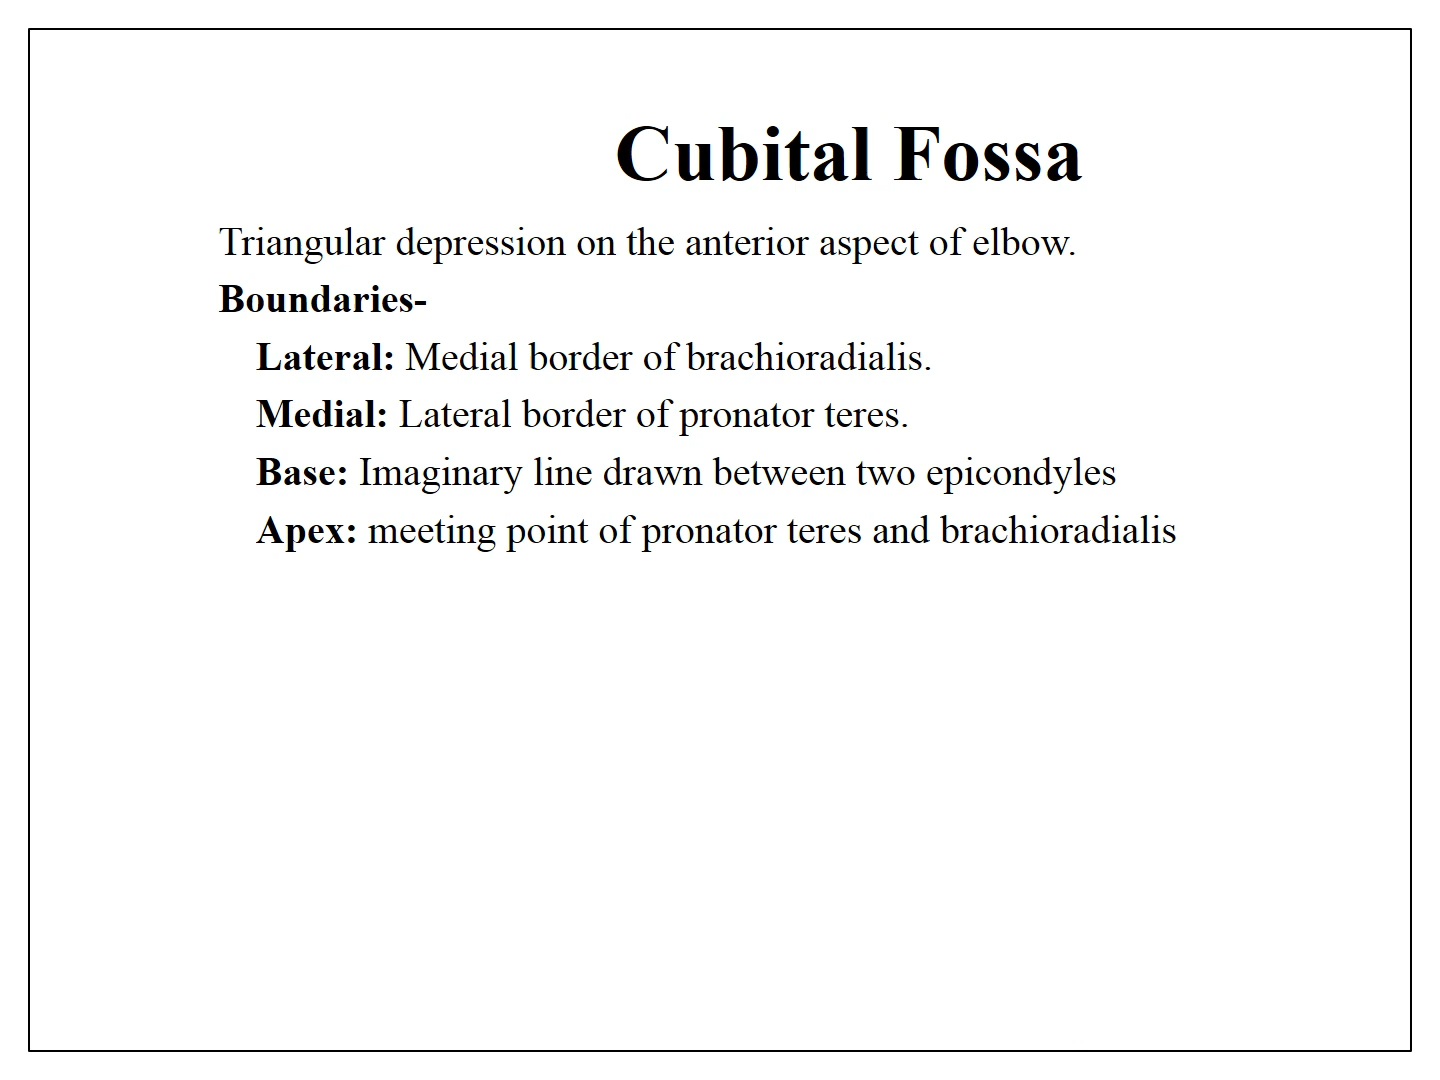 Cubital Fossa
Triangular depression on the anterior aspect of elbow.
Boundaries-
Lateral: Medial border of brachioradialis.
Medial: Lateral border of pronator teres.
Base: Imaginary line drawn between two epicondyles
Apex: meeting point of pronator teres and brachioradialis